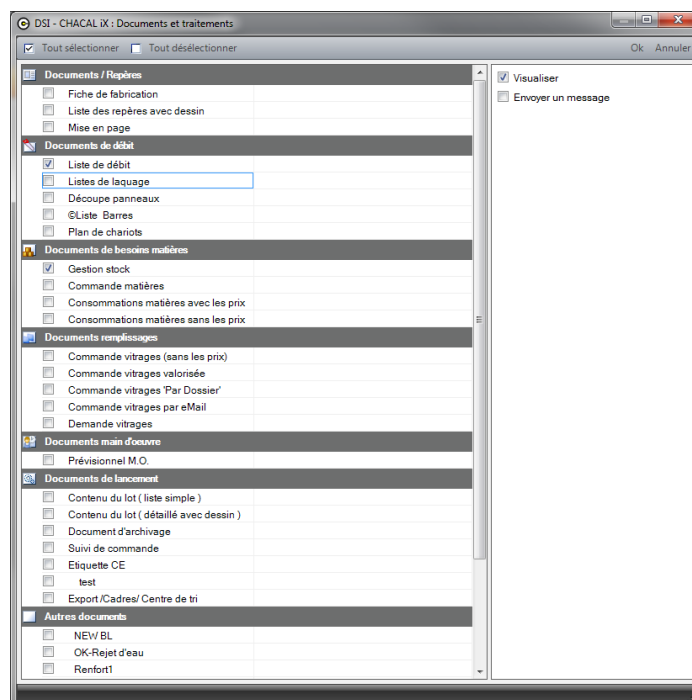 DSI - CHACAL iX : Documents et traitements
Tout sélectionner Tout désélectionner Ok Annuler
Documents / Repères
Fiche de fabrication
Liste des repères avec dessin
Mise en page
Documents de débit
Liste de débit
Listes de laquage
Découpe panneaux
©Liste Barres
Plan de chariots
Documents de besoins matières
Gestion stock
Commande matières
Consommations matières avec les prix
Consommations matières sans les prix
Documents remplissages
Commande vitrages (sans les prix)
Commande vitrages valorisée
Commande vitrages 'Par Dossier'
Commande vitrages par eMail
Demande vitrages
Documents main d'oeuvre
Prévisionnel M.O.
Documents de lancement
Contenu du lot ( liste simple )
Contenu du lot ( détaillé avec dessin )
Document d'archivage
Suivi de commande
Etiquette CE
test
Export /Cadres/ Centre de tri
Autres documents
NEW BL
OK-Rejet d'eau
Renfort1
Visualiser
Envoyer un message